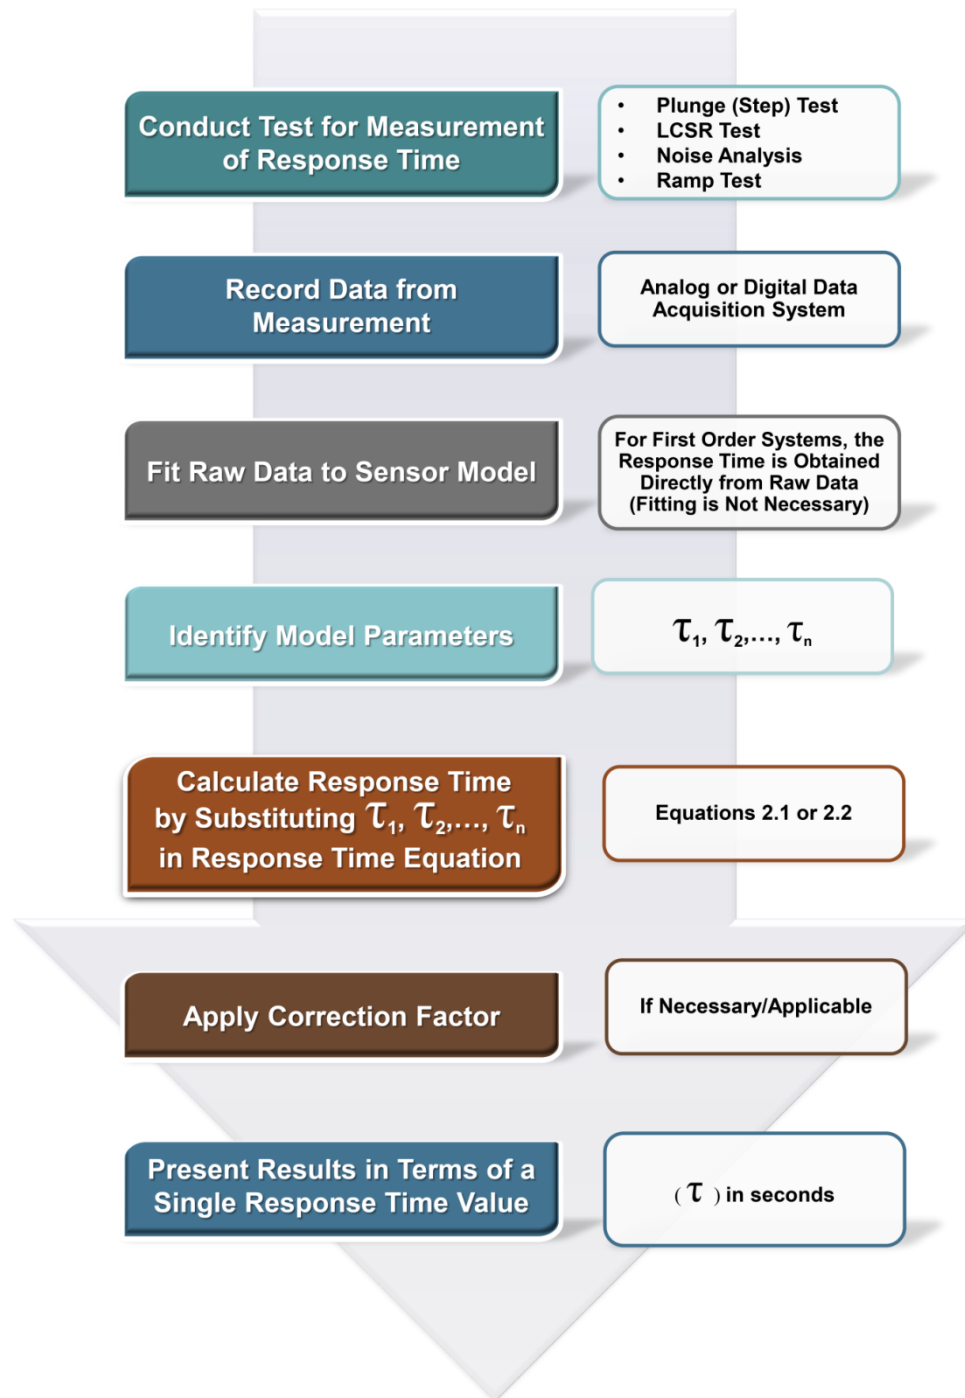 Conduct Test for Measurement
of Response Time
• Plunge (Step) Test
• LCSR Test
• Noise Analysis
• Ramp Test
Record Data from
Measurement
Analog or Digital Data
Acquisition System
Fit Raw Data to Sensor Model
For First Order Systems, the
Response Time is Obtained
Directly from Raw Data
(Fitting is Not Necessary)
Identify Model Parameters
τ₁, τ₂,..., τₙ
Calculate Response Time
by Substituting τ₁, τ₂,..., τₙ
in Response Time Equation
Equations 2.1 or 2.2
Apply Correction Factor
If Necessary/Applicable
Present Results in Terms of a
Single Response Time Value
( τ ) in seconds